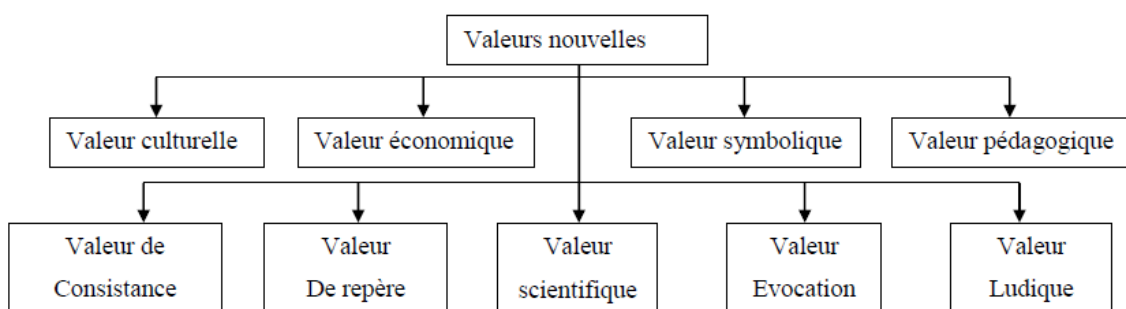 Valeurs nouvelles
Valeur culturelle
Valeur économique
Valeur symbolique
Valeur pédagogique
Valeur de
Consistance
Valeur
De repère
Valeur
scientifique
Valeur
Evocation
Valeur
Ludique